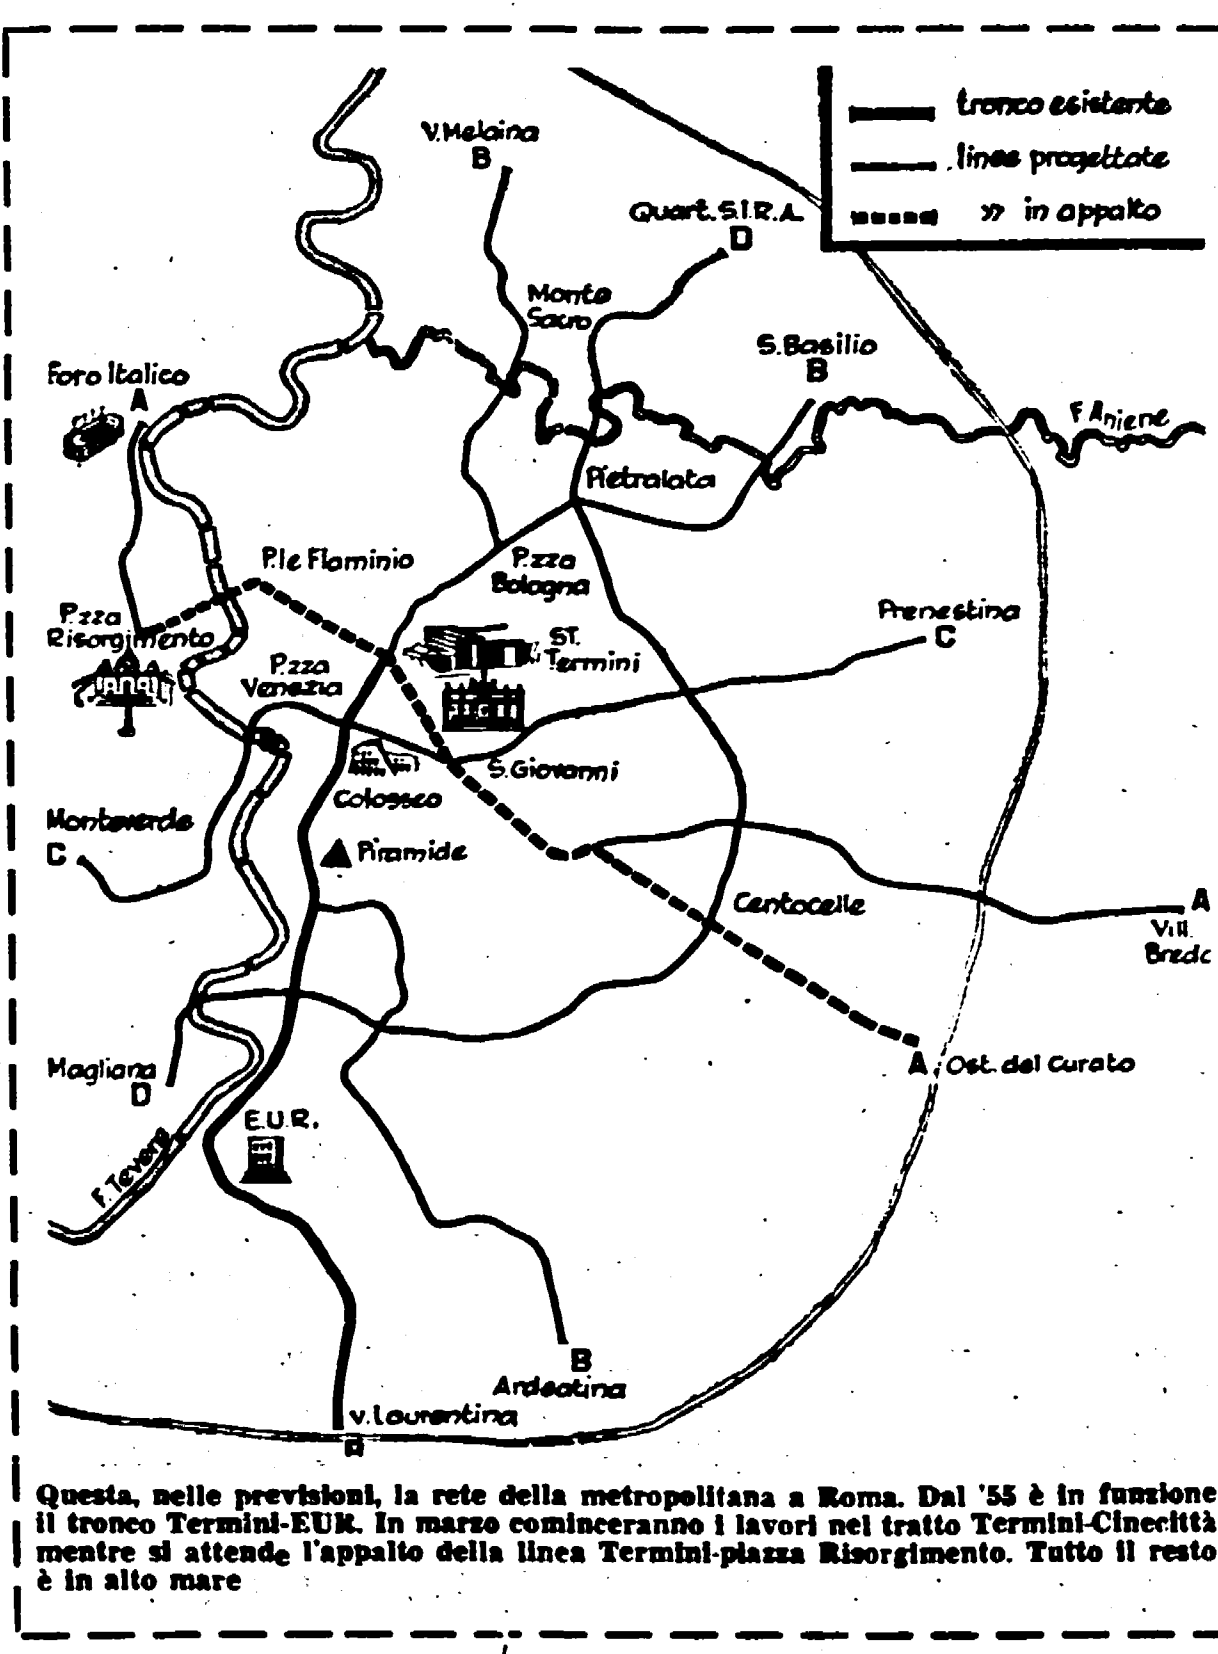 tronco esistente
linee progettate
» in appalto
V. Melaina
B
Quart. S.I.R.A.
D
Monte
Sacro
S. Basilio
B
Foro Italico
A
F. Aniene
Pietralata
P.le Flaminio
P.zza
Bologna
P.zza
Risorgimento
Prenestina
C
ST.
Termini
P.zza
Venezia
S. Giovanni
Colosseo
Monteverde
C
Piramide
Centocelle
A
Vill.
Breda
Magliana
D
A
Ost. del Curato
E.U.R.
F. Tevere
B
Ardeatina
V. Laurentina
Questa, nelle previsioni, la rete della metropolitana a Roma. Dal '55 è in funzione
il tronco Termini-EUR. In marzo cominceranno i lavori nel tratto Termini-Cinecittà
mentre si attende l'appalto della linea Termini-piazza Risorgimento. Tutto il resto
è in alto mare